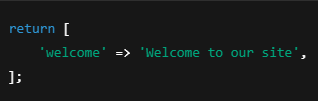 return [
    'welcome' => 'Welcome to our site',
];